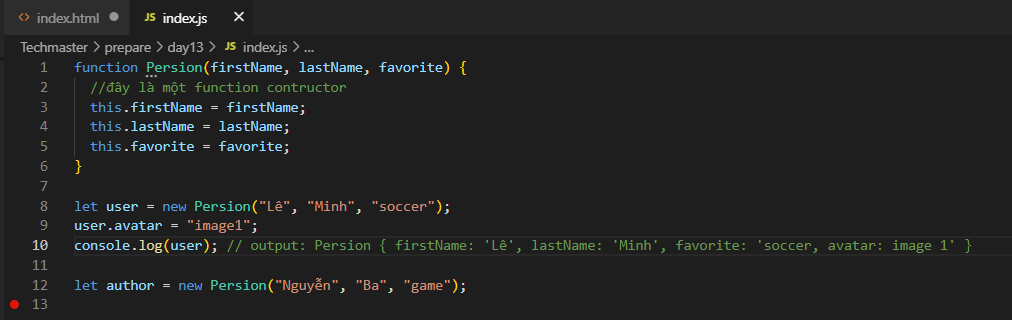 index.html JS index.js
Techmaster prepare day13 JS index.js ...
1 function Persion(firstName, lastName, favorite) {
2 //đây là một function contructor
3 this.firstName = firstName;
4 this.lastName = lastName;
5 this.favorite = favorite;
6 }
7
8 let user = new Persion("Lê", "Minh", "soccer");
9 user.avatar = "image1";
10 console.log(user); // output: Persion { firstName: 'Lê', lastName: 'Minh', favorite: 'soccer, avatar: image 1' }
11
12 let author = new Persion("Nguyễn", "Ba", "game");
13